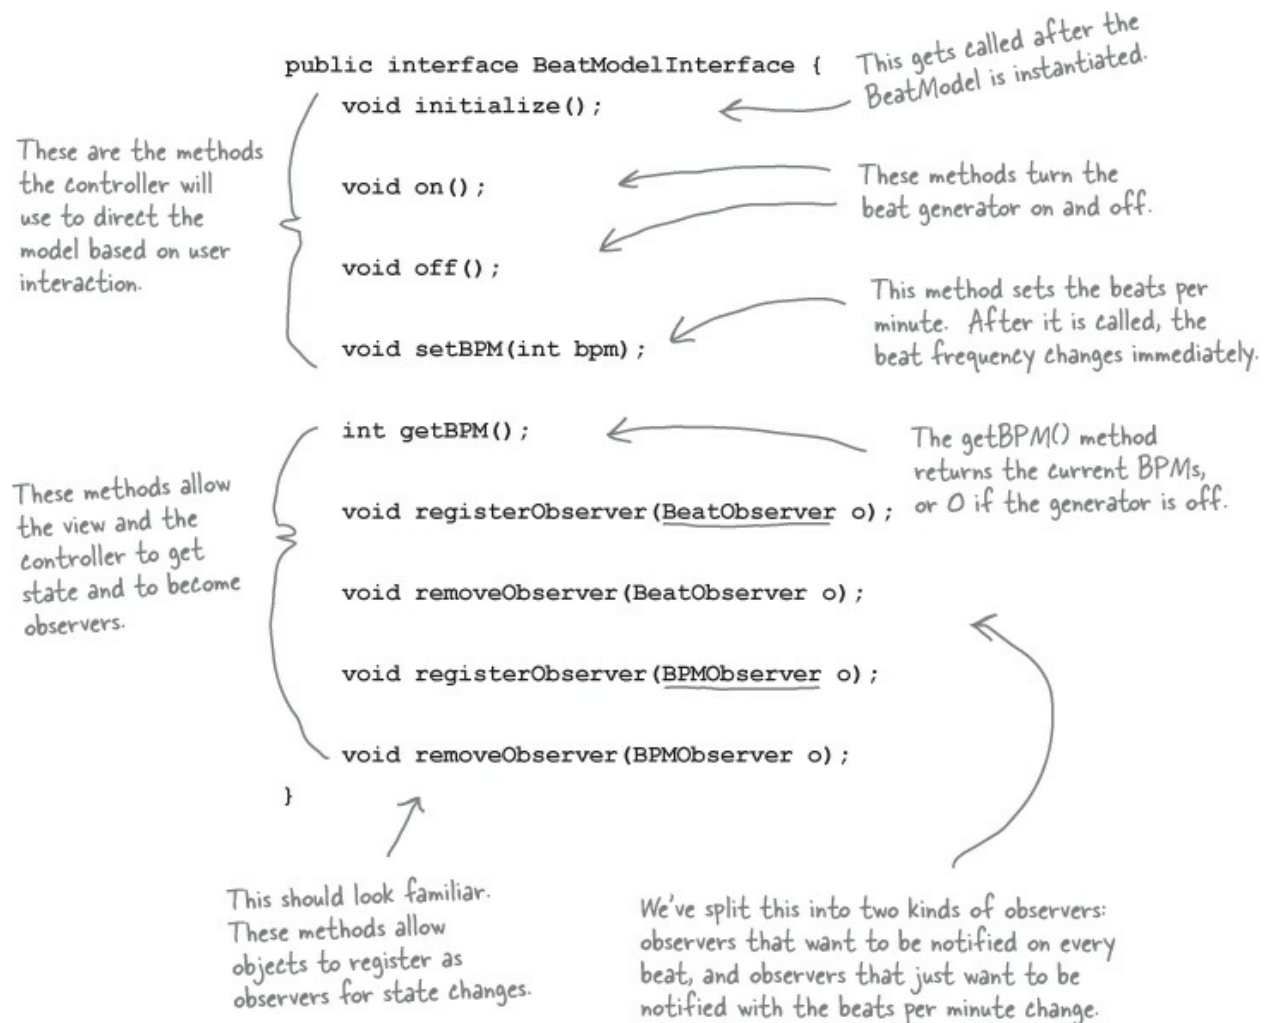 public interface BeatModelInterface {
This gets called after the
BeatModel is instantiated.
void initialize();
These are the methods
the controller will
use to direct the
model based on user
interaction.
void on();
These methods turn the
beat generator on and off.
void off();
This method sets the beats per
minute. After it is called, the
beat frequency changes immediately.
void setBPM(int bpm);
int getBPM();
The getBPM() method
returns the current BPMs,
or 0 if the generator is off.
These methods allow
the view and the
controller to get
state and to become
observers.
void registerObserver(BeatObserver o);
void removeObserver(BeatObserver o);
void registerObserver(BPMObserver o);
void removeObserver(BPMObserver o);
}
This should look familiar.
These methods allow
objects to register as
observers for state changes.
We've split this into two kinds of observers:
observers that want to be notified on every
beat, and observers that just want to be
notified with the beats per minute change.